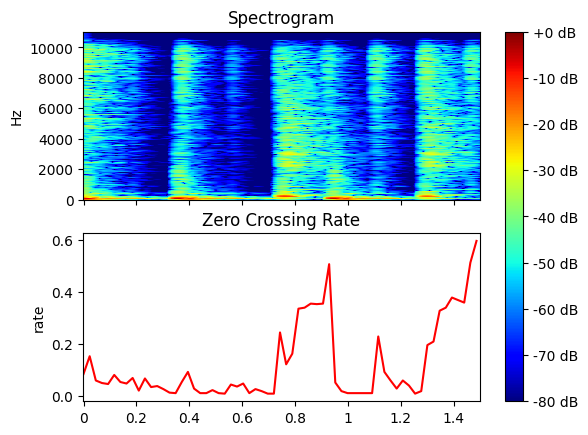 Spectrogram
Hz
10000
8000
6000
4000
2000
0
+0 dB
-10 dB
-20 dB
-30 dB
-40 dB
-50 dB
-60 dB
-70 dB
-80 dB
Zero Crossing Rate
rate
0.6
0.4
0.2
0.0
0 0.2 0.4 0.6 0.8 1 1.2 1.4